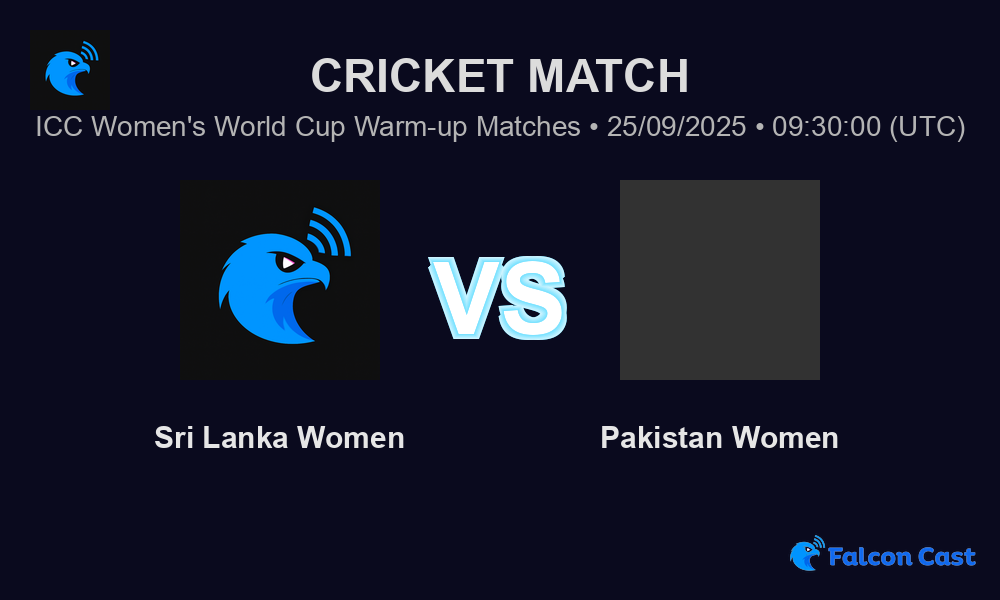 CRICKET MATCH
ICC Women's World Cup Warm-up Matches • 25/09/2025 • 09:30:00 (UTC)
VS
Sri Lanka Women
Pakistan Women
Falcon Cast